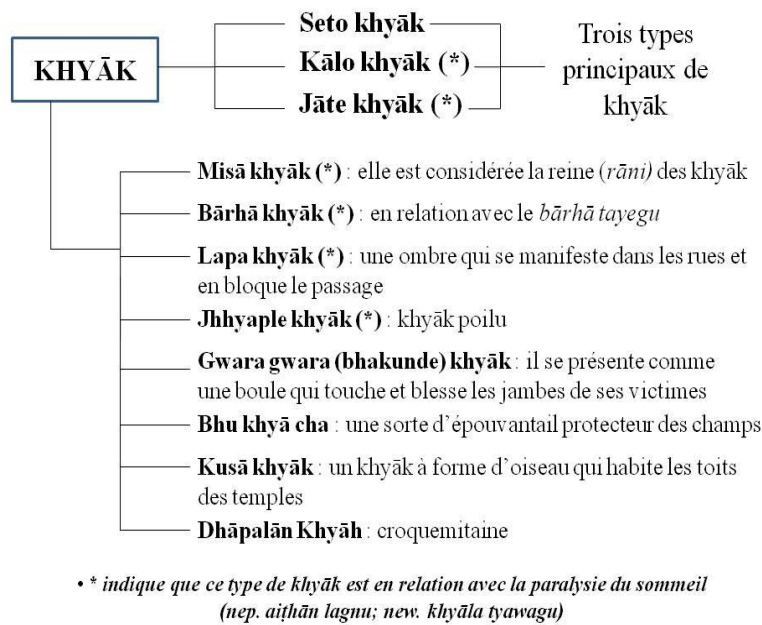 KHYĀK
Seto khyāk
Kālo khyāk (*)
Jāte khyāk (*)
Trois types
principaux de
khyāk
Misā khyāk (*) : elle est considérée la reine (rāni) des khyāk
Bārhā khyāk (*) : en relation avec le bārhā tayegu
Lapa khyāk (*) : une ombre qui se manifeste dans les rues et
en bloque le passage
Jhhyaple khyāk (*) : khyāk poilu
Gwara gwara (bhakunde) khyāk : il se présente comme
une boule qui touche et blesse les jambes de ses victimes
Bhu khyā cha : une sorte d'épouvantail protecteur des champs
Kusā khyāk : un khyāk à forme d'oiseau qui habite les toits
des temples
Dhāpalān Khyāh : croquemitaine
• * indique que ce type de khyāk est en relation avec la paralysie du sommeil
(nep. aiṭhān lagnu; new. khyāla tyawagu)